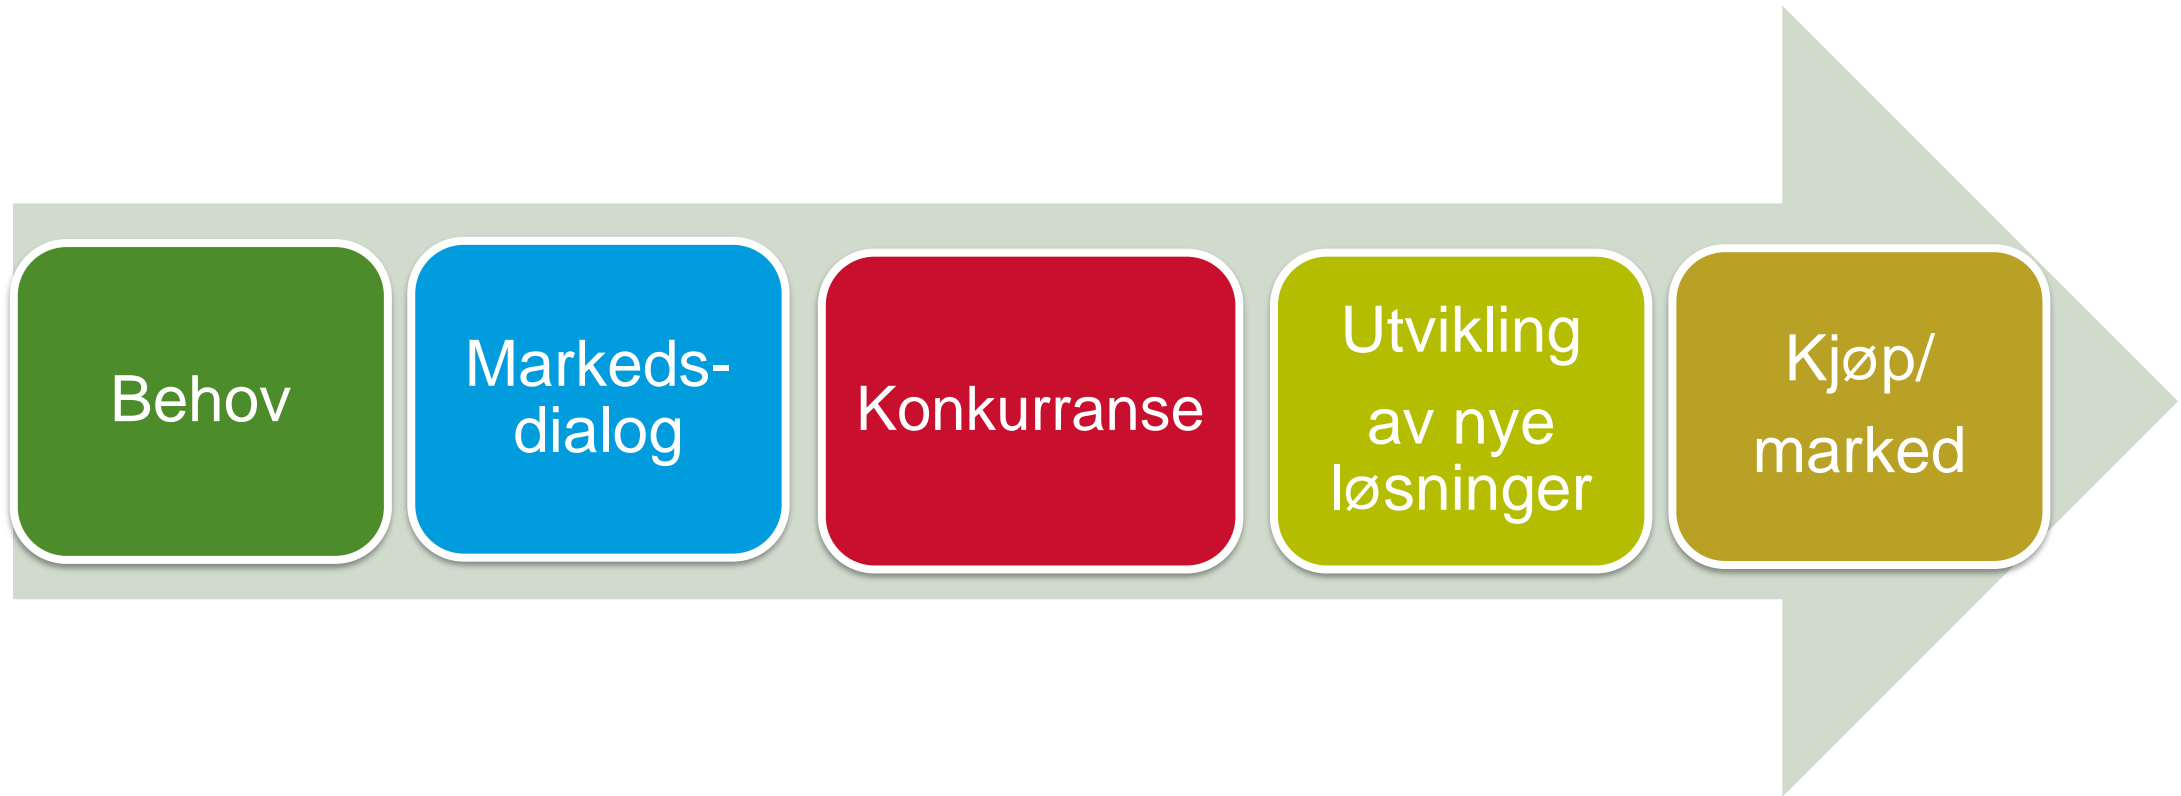 Behov
Markeds-
dialog
Konkurranse
Utvikling
av nye
løsninger
Kjøp/
marked